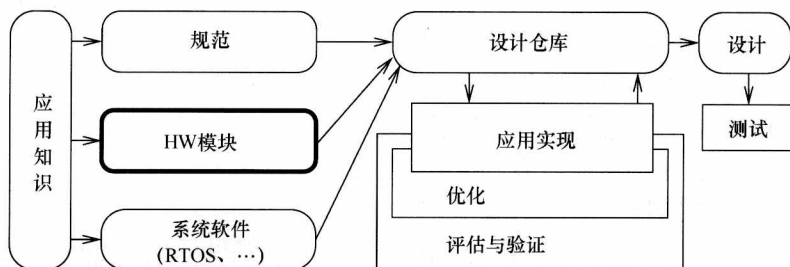 应用知识
规范
HW模块
系统软件
(RTOS、…)
设计仓库
应用实现
优化
评估与验证
设计
测试